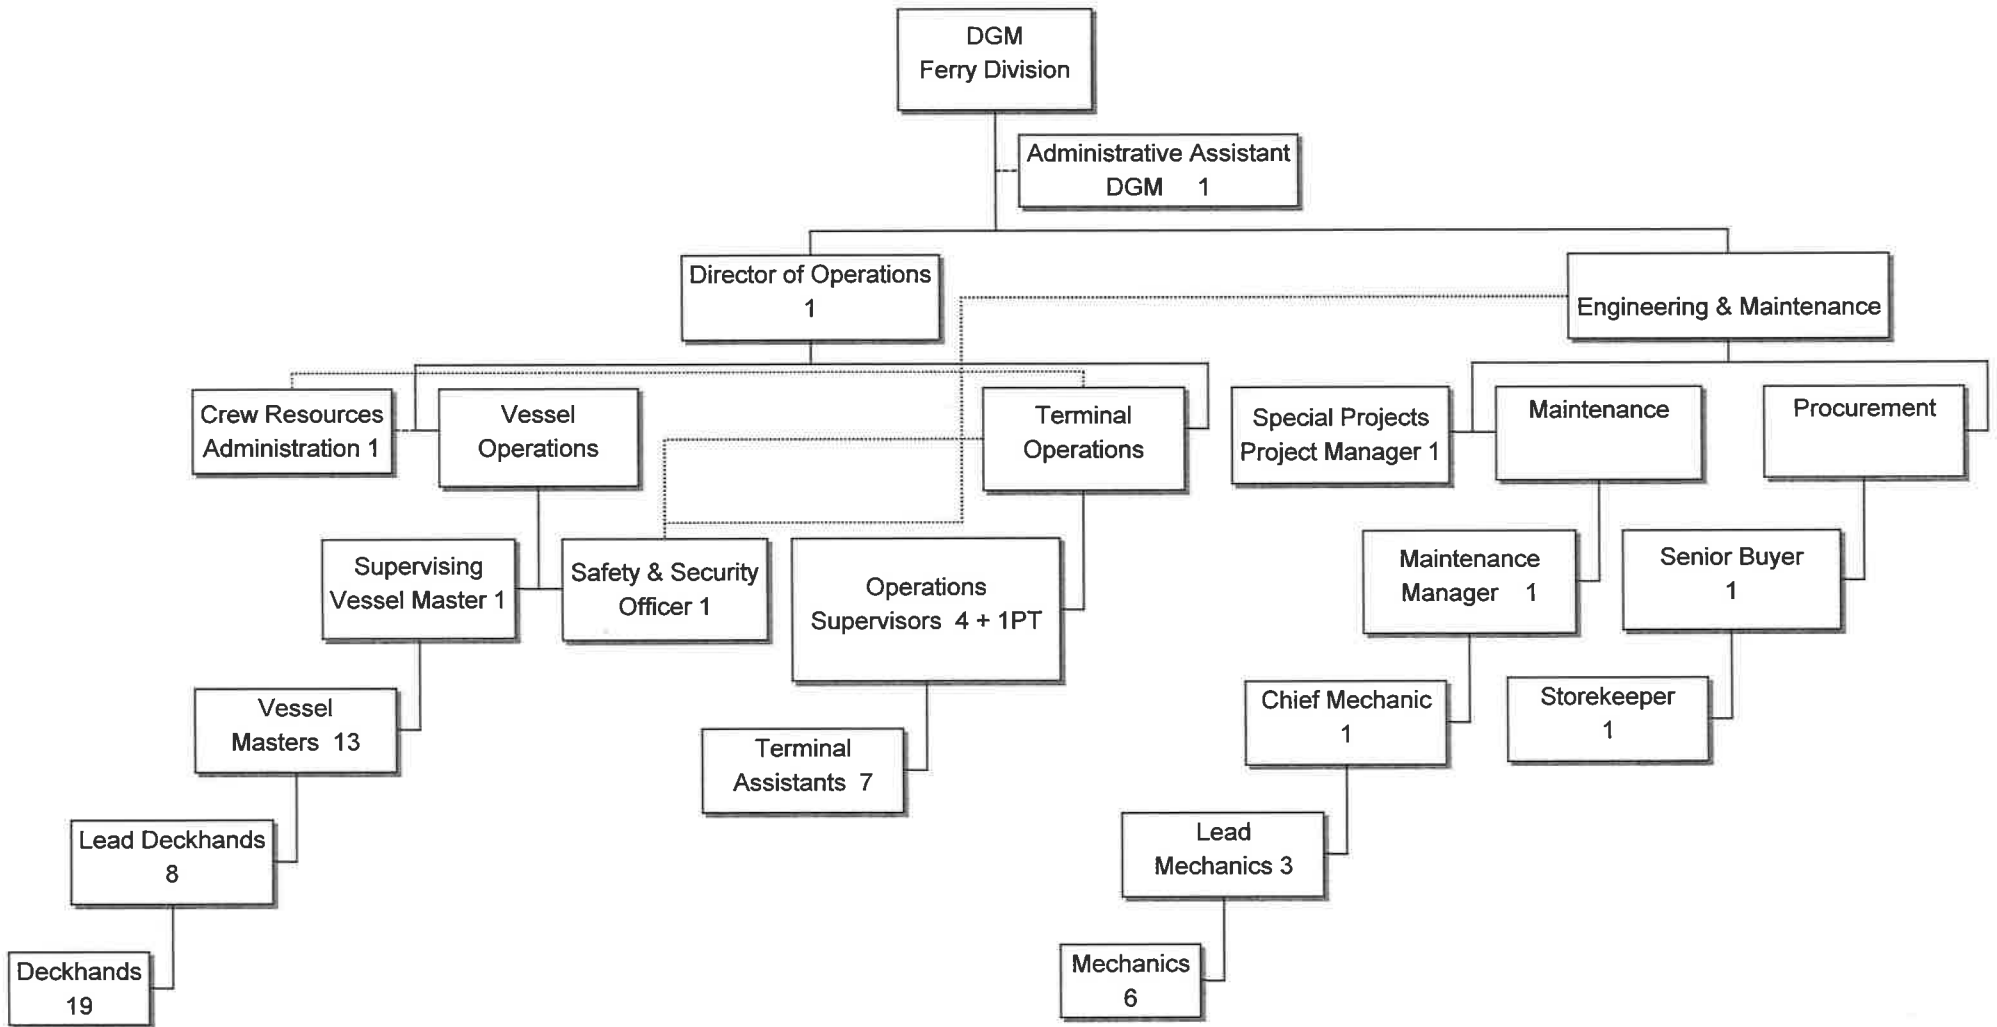 DGM
Ferry Division
Administrative Assistant
DGM 1
Director of Operations
1
Engineering & Maintenance
Crew Resources
Administration 1
Vessel
Operations
Terminal
Operations
Special Projects
Project Manager 1
Maintenance
Procurement
Supervising
Vessel Master 1
Safety & Security
Officer 1
Operations
Supervisors 4 + 1PT
Maintenance
Manager 1
Senior Buyer
1
Vessel
Masters 13
Terminal
Assistants 7
Chief Mechanic
1
Storekeeper
1
Lead Deckhands
8
Lead
Mechanics 3
Deckhands
19
Mechanics
6